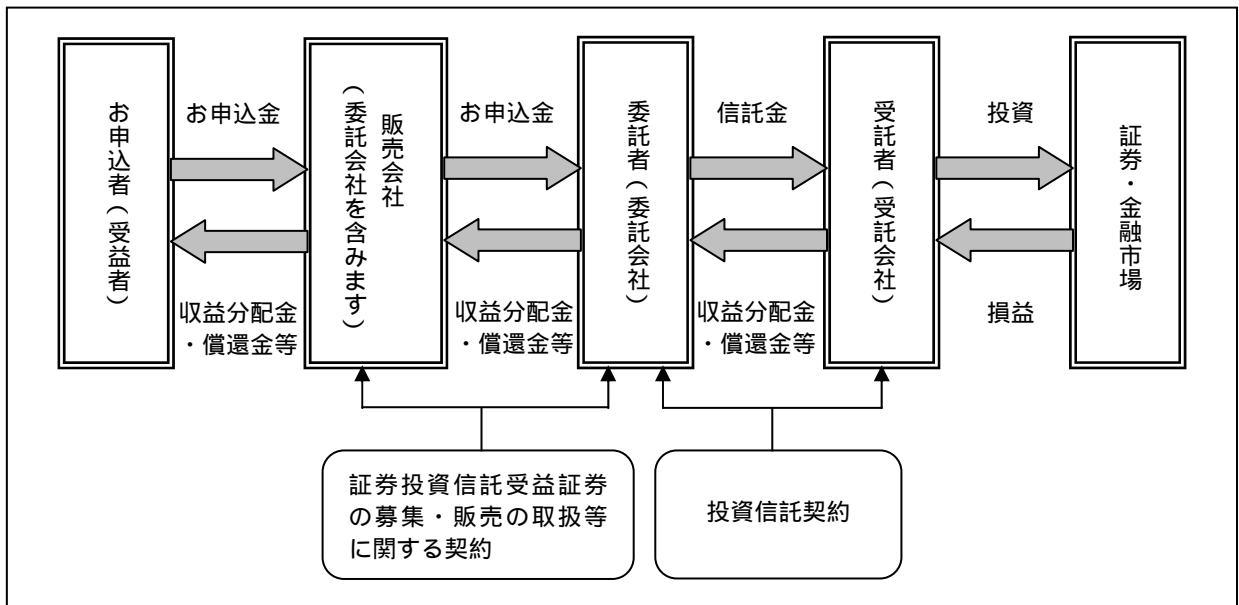 お申込者(受益者)
お申込金
収益分配金
・償還金等
販売会社
(委託会社を含みます)
お申込金
収益分配金
・償還金等
委託者(委託会社)
信託金
収益分配金
・償還金等
受託者(受託会社)
投資
損益
証券・金融市場
証券投資信託受益証券
の募集・販売の取扱等
に関する契約
投資信託契約